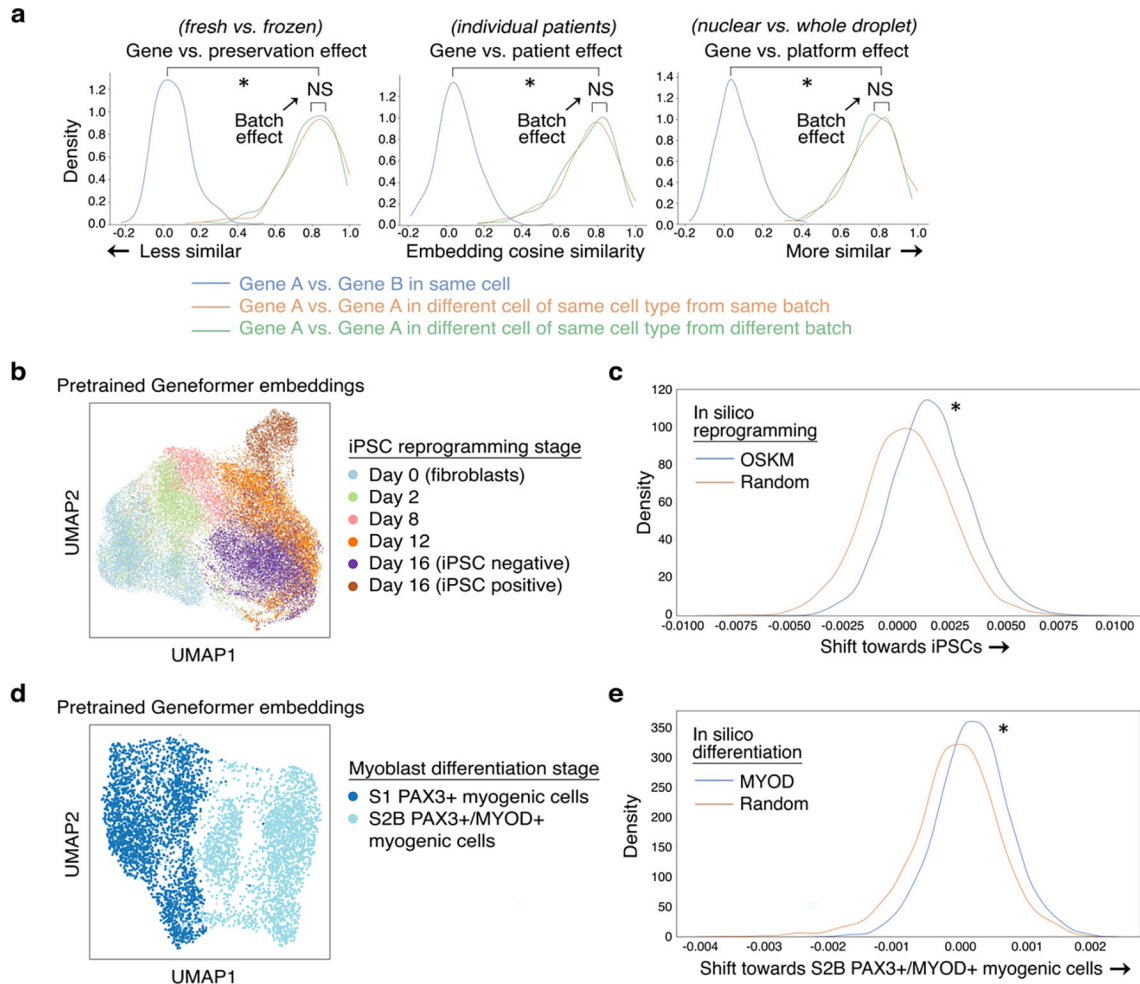 a
(fresh vs. frozen)
Gene vs. preservation effect
(individual patients)
Gene vs. patient effect
(nuclear vs. whole droplet)
Gene vs. platform effect
*
NS
Batch
effect
1.2
1.0
0.8
0.6
0.4
0.2
0.0
Density
-0.2 0.0 0.2 0.4 0.6 0.8 1.0
*
NS
Batch
effect
1.2
1.0
0.8
0.6
0.4
0.2
0.0
-0.2 0.0 0.2 0.4 0.6 0.8 1.0
*
NS
Batch
effect
1.4
1.2
1.0
0.8
0.6
0.4
0.2
0.0
-0.2 0.0 0.2 0.4 0.6 0.8 1.0
← Less similar
Embedding cosine similarity
More similar →
Gene A vs. Gene B in same cell
Gene A vs. Gene A in different cell of same cell type from same batch
Gene A vs. Gene A in different cell of same cell type from different batch
b
Pretrained Geneformer embeddings
UMAP2
UMAP1
iPSC reprogramming stage
Day 0 (fibroblasts)
Day 2
Day 8
Day 12
Day 16 (iPSC negative)
Day 16 (iPSC positive)
c
120
100
80
60
40
20
0
Density
In silico
reprogramming
OSKM
Random
*
-0.0100 -0.0075 -0.0050 -0.0025 0.0000 0.0025 0.0050 0.0075 0.0100
Shift towards iPSCs →
d
Pretrained Geneformer embeddings
UMAP2
UMAP1
Myoblast differentiation stage
S1 PAX3+ myogenic cells
S2B PAX3+/MYOD+
myogenic cells
e
350
300
250
200
150
100
50
0
Density
In silico
differentiation
MYOD
Random
*
-0.004 -0.003 -0.002 -0.001 0.000 0.001 0.002
Shift towards S2B PAX3+/MYOD+ myogenic cells →